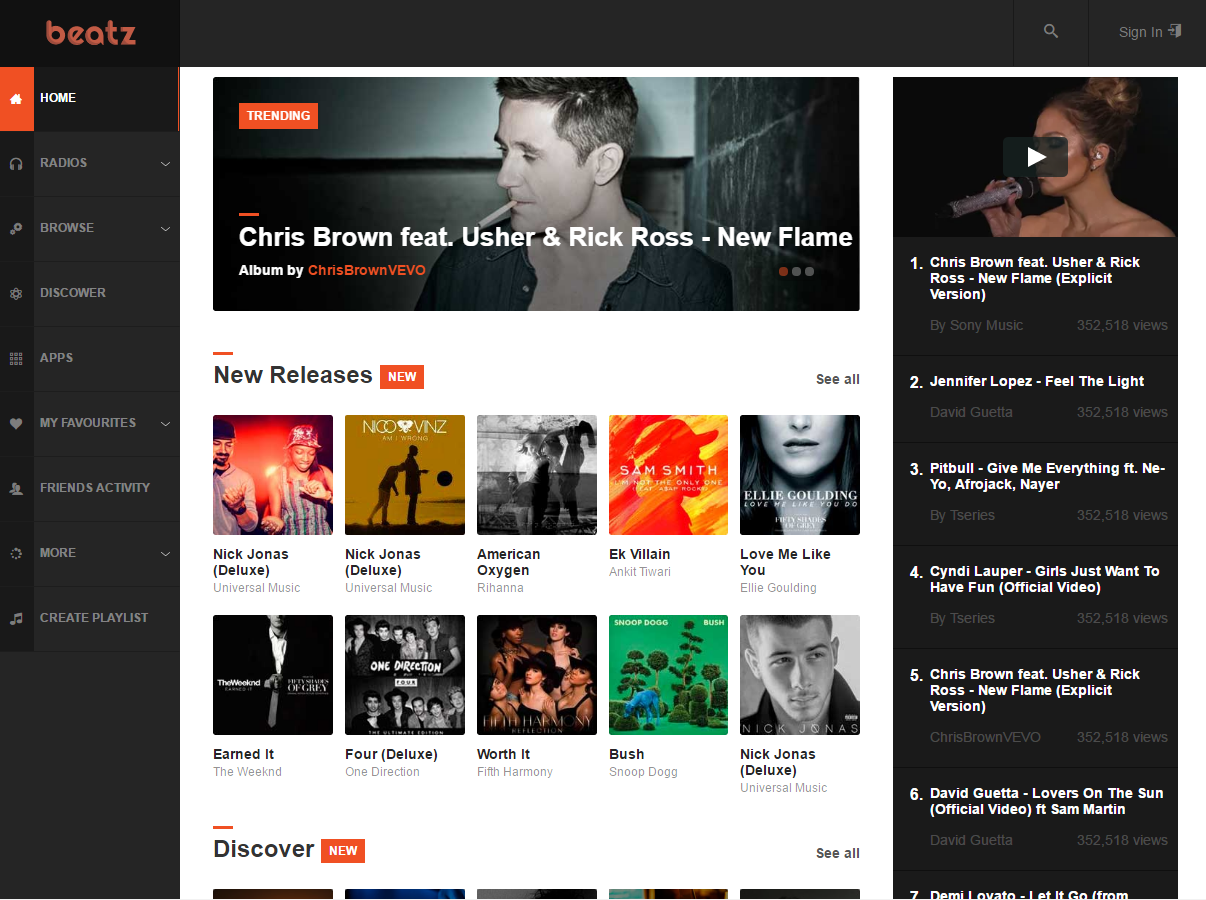 beatz
Sign In
HOME
RADIOS
BROWSE
DISCOVER
APPS
MY FAVOURITES
FRIENDS ACTIVITY
MORE
CREATE PLAYLIST
TRENDING
Chris Brown feat. Usher & Rick Ross - New Flame
Album by ChrisBrownVEVO
New Releases NEW
See all
NICO & VINZ
AM I WRONG
SAM SMITH
I'M NOT THE ONLY ONE
(FEAT. A$AP ROCKY)
ELLIE GOULDING
LOVE ME LIKE YOU DO
FIFTY SHADES
OF GREY
Nick Jonas
(Deluxe)
Universal Music
Nick Jonas
(Deluxe)
Universal Music
American
Oxygen
Rihanna
Ek Villain
Ankit Tiwari
Love Me Like
You
Ellie Goulding
TheWeeknd
EARNED IT
FIFTY SHADES
OF GREY
ONE DIRECTION
FOUR
THE ULTIMATE EDITION
FIFTH HARMONY
REFLECTION
SNOOP DOGG
BUSH
NICK JONAS
Earned It
The Weeknd
Four (Deluxe)
One Direction
Worth It
Fifth Harmony
Bush
Snoop Dogg
Nick Jonas
(Deluxe)
Universal Music
Discover NEW
See all
1. Chris Brown feat. Usher & Rick
Ross - New Flame (Explicit
Version)
By Sony Music 352,518 views
2. Jennifer Lopez - Feel The Light
David Guetta 352,518 views
3. Pitbull - Give Me Everything ft. Ne-
Yo, Afrojack, Nayer
By Tseries 352,518 views
4. Cyndi Lauper - Girls Just Want To
Have Fun (Official Video)
By Tseries 352,518 views
5. Chris Brown feat. Usher & Rick
Ross - New Flame (Explicit
Version)
ChrisBrownVEVO 352,518 views
6. David Guetta - Lovers On The Sun
(Official Video) ft Sam Martin
David Guetta 352,518 views
7. Demi Lovato - Let It Go (from